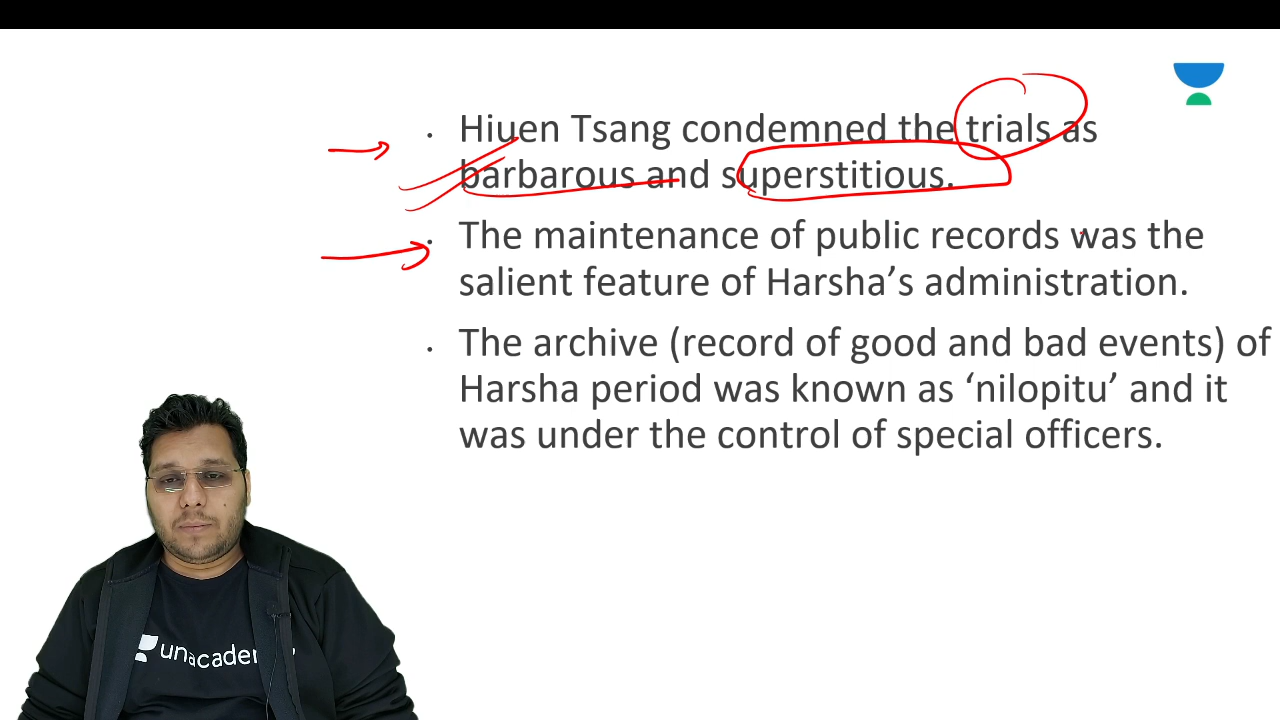 • Hiuen Tsang condemned the trials as
barbarous and superstitious.
• The maintenance of public records was the
salient feature of Harsha’s administration.
• The archive (record of good and bad events) of
Harsha period was known as ‘nilopitu’ and it
was under the control of special officers.